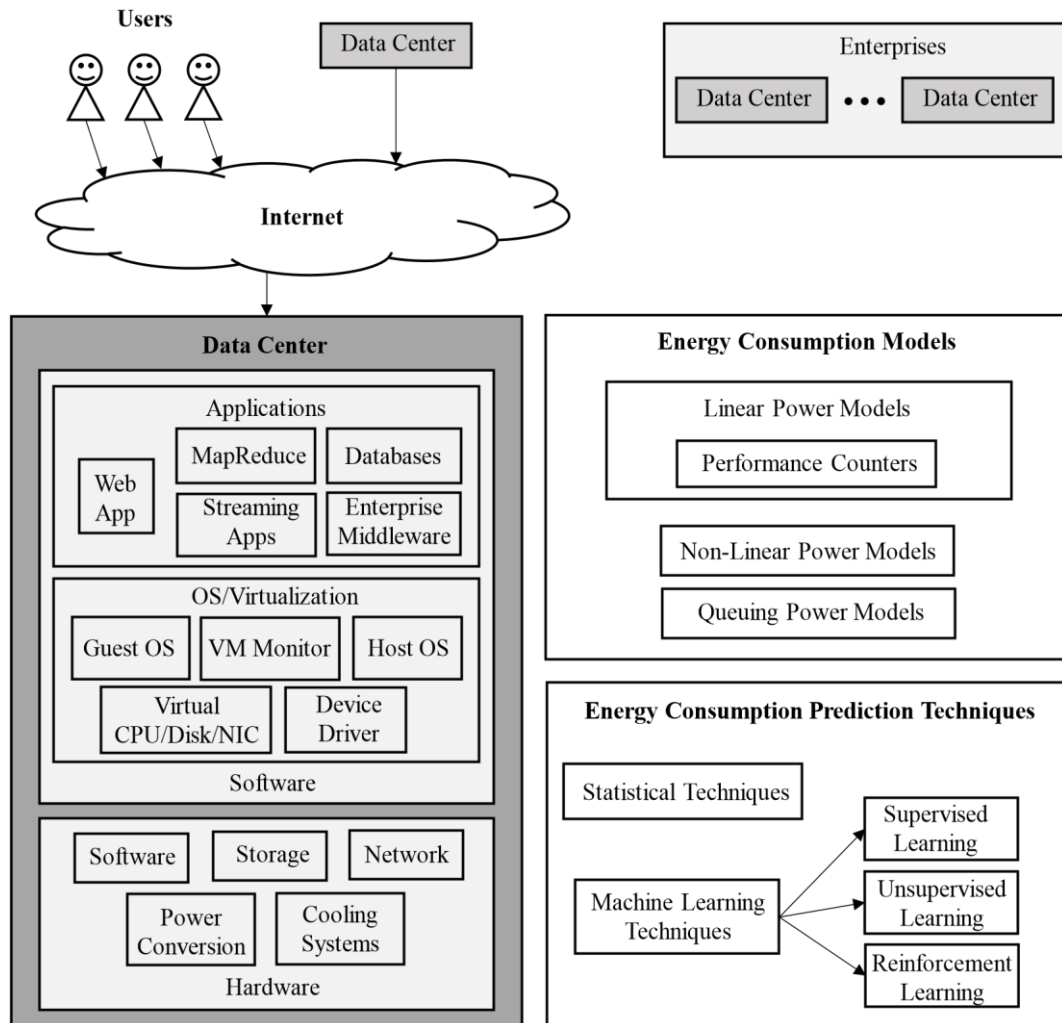 Users
Data Center
Enterprises
Data Center
Data Center
Internet
Data Center
Applications
Web
App
MapReduce
Databases
Streaming
Apps
Enterprise
Middleware
OS/Virtualization
Guest OS
VM Monitor
Host OS
Virtual
CPU/Disk/NIC
Device
Driver
Software
Software
Storage
Network
Power
Conversion
Cooling
Systems
Hardware
Energy Consumption Models
Linear Power Models
Performance Counters
Non-Linear Power Models
Queuing Power Models
Energy Consumption Prediction Techniques
Statistical Techniques
Machine Learning
Techniques
Supervised
Learning
Unsupervised
Learning
Reinforcement
Learning